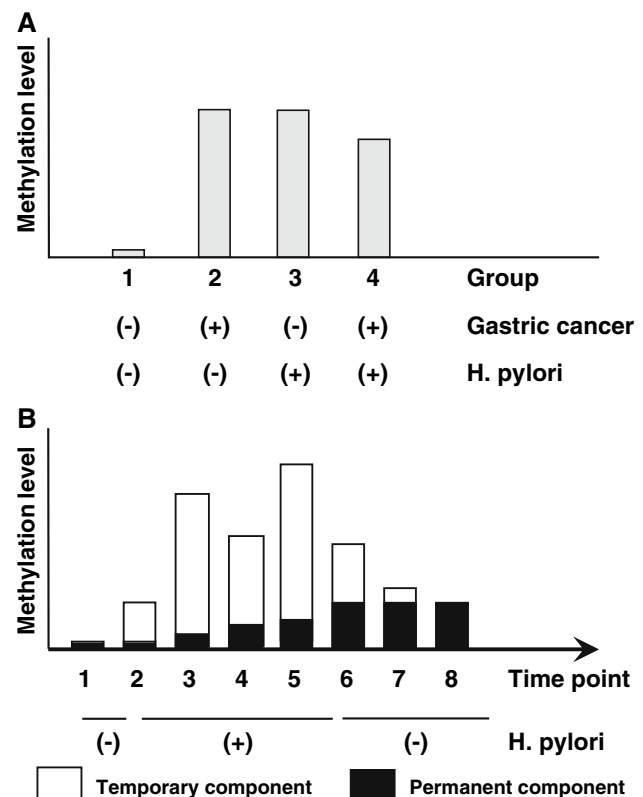 A
Methylation level
1 2 3 4 Group
(-) (+) (-) (+) Gastric cancer
(-) (-) (+) (+) H. pylori
B
Methylation level
1 2 3 4 5 6 7 8 Time point
(-) (+) (-) H. pylori
Temporary component Permanent component